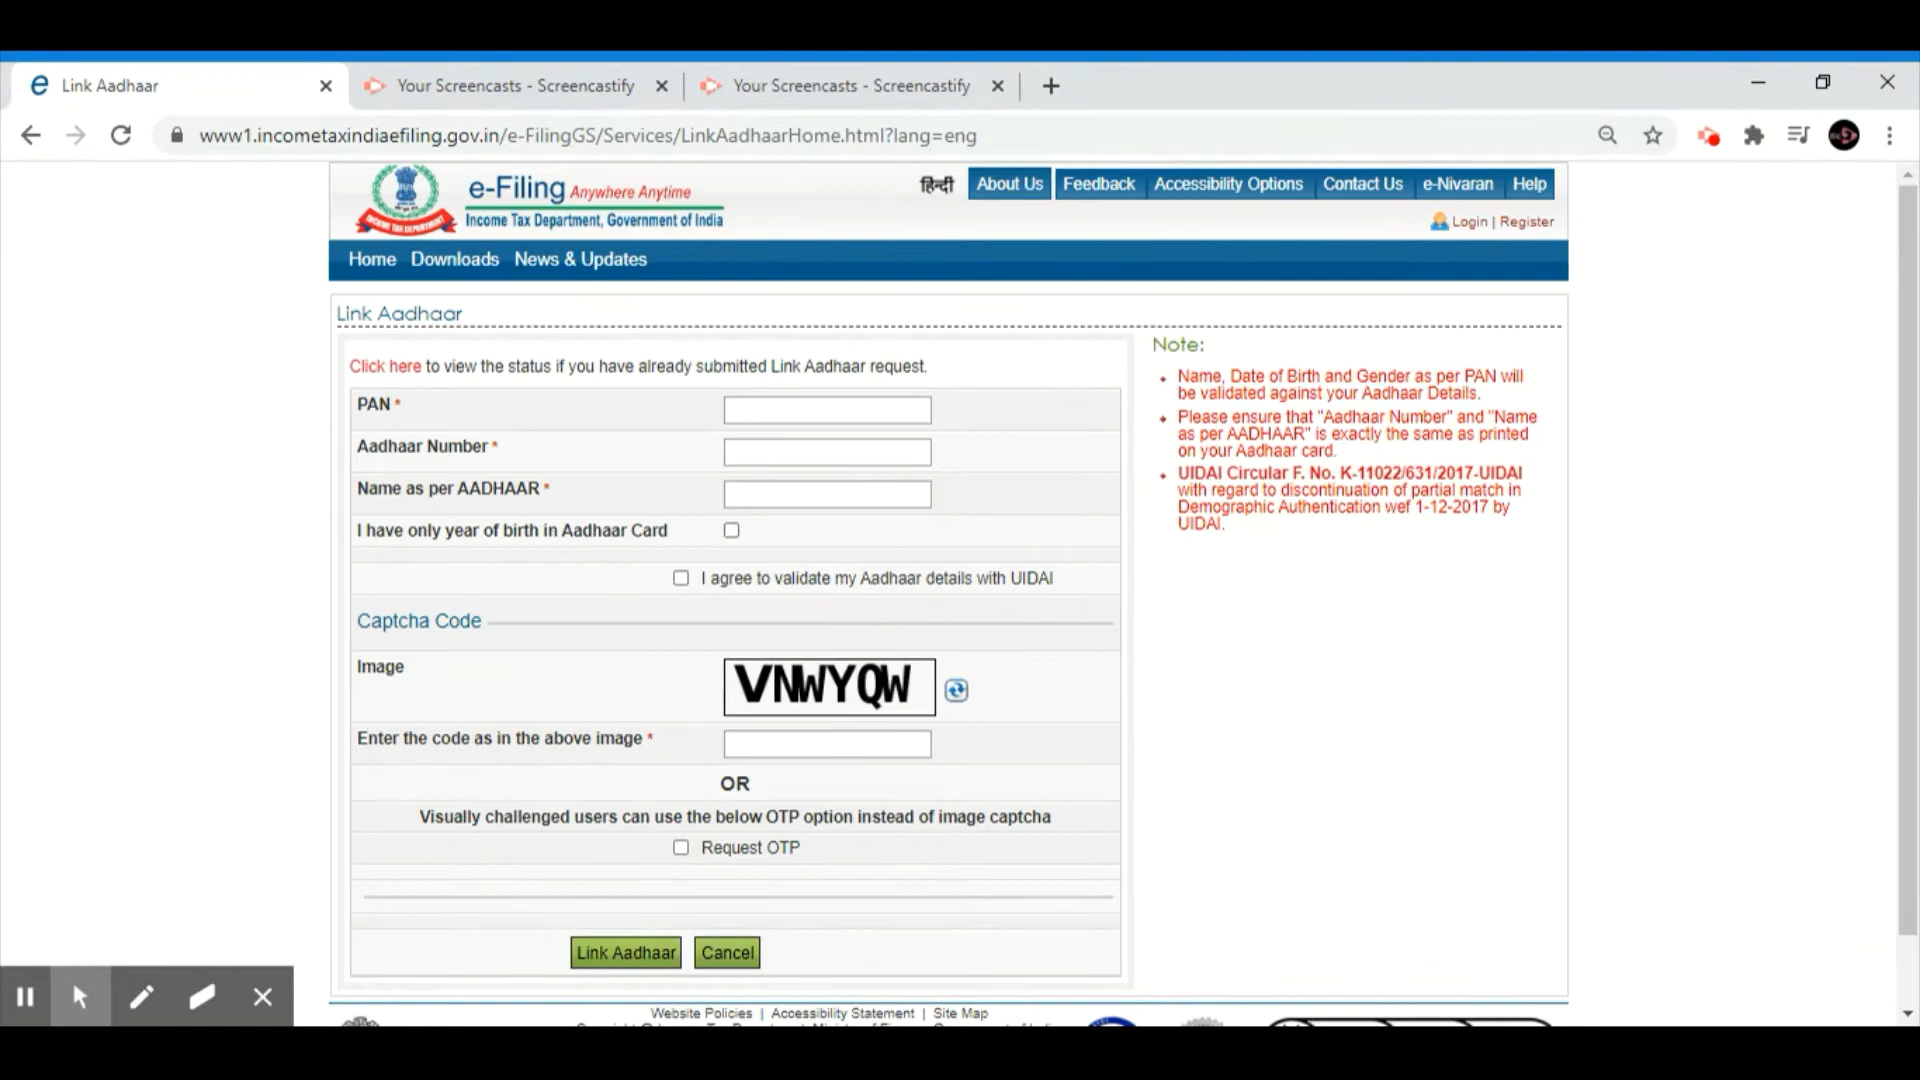 Link Aadhaar
Your Screencasts - Screencastify
Your Screencasts - Screencastify
www1.incometaxindiaefiling.gov.in/e-FilingGS/Services/LinkAadhaarHome.html?lang=eng
e-Filing Anywhere Anytime
Income Tax Department, Government of India
INCOME TAX DEPARTMENT
हिन्दी About Us Feedback Accessibility Options Contact Us e-Nivaran Help
Login | Register
Home Downloads News & Updates
Link Aadhaar
Click here to view the status if you have already submitted Link Aadhaar request.
PAN *
Aadhaar Number *
Name as per AADHAAR *
I have only year of birth in Aadhaar Card
I agree to validate my Aadhaar details with UIDAI
Captcha Code
Image
VNWYQW
Enter the code as in the above image *
OR
Visually challenged users can use the below OTP option instead of image captcha
Request OTP
Link Aadhaar Cancel
Note:
Name, Date of Birth and Gender as per PAN will
be validated against your Aadhaar Details.
Please ensure that "Aadhaar Number" and "Name
as per AADHAAR" is exactly the same as printed
on your Aadhaar card.
UIDAI Circular F. No. K-11022/631/2017-UIDAI
with regard to discontinuation of partial match in
Demographic Authentication wef 1-12-2017 by
UIDAI.
Website Policies | Accessibility Statement | Site Map